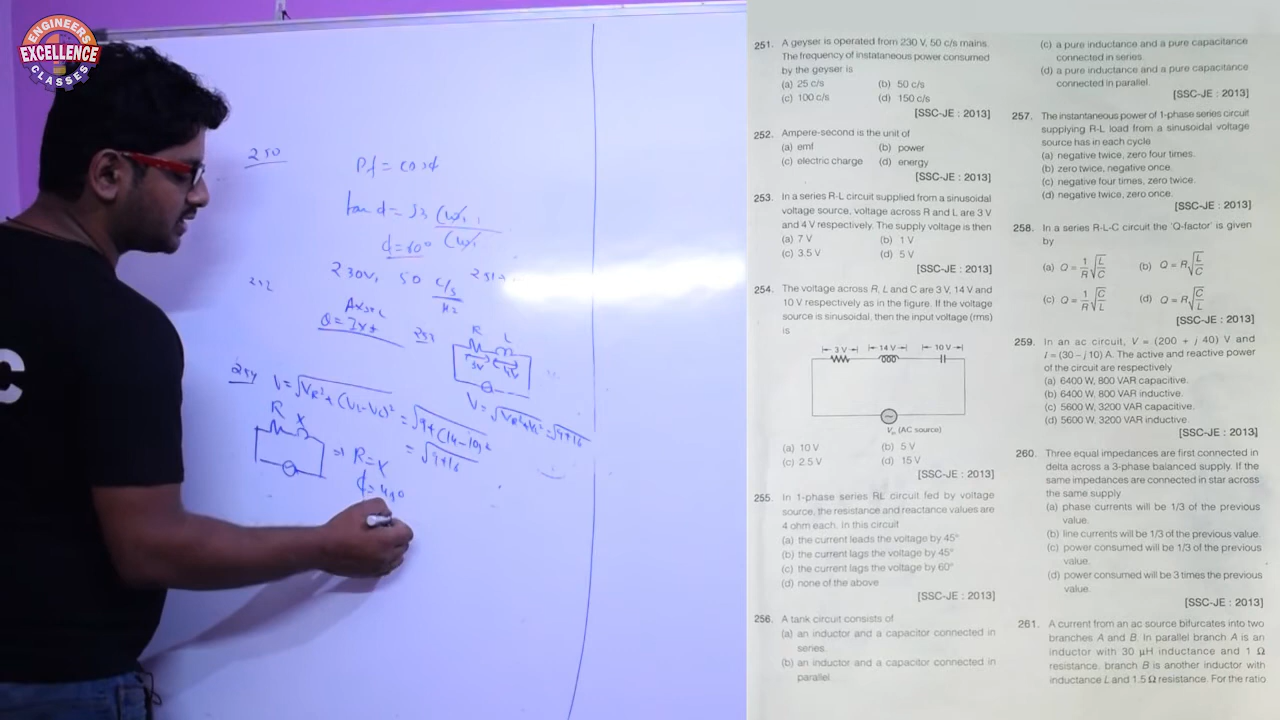 ENGINEERS
EXCELLENCE
CLASSES
C
250
Pf = cosϕ
230V, 50 c/s
Q = I×t
253
R L
3V 4V
254 V = √VR²+(VL-VC)² = √9+(14-10)²
= √9+16
V = √VR²+VL² = √9+16
R X
⇒ R=X
251. A geyser is operated from 230 V, 50 c/s mains.
The frequency of instataneous power consumed
by the geyser is
(a) 25 c/s (b) 50 c/s
(c) 100 c/s (d) 150 c/s
[SSC-JE : 2013]
252. Ampere-second is the unit of
(a) emf (b) power
(c) electric charge (d) energy
[SSC-JE : 2013]
253. In a series R-L circuit supplied from a sinusoidal
voltage source, voltage across R and L are 3 V
and 4 V respectively. The supply voltage is then
(a) 7 V (b) 1 V
(c) 3.5 V (d) 5 V
[SSC-JE : 2013]
254. The voltage across R, L and C are 3 V, 14 V and
10 V respectively as in the figure. If the voltage
source is sinusoidal, then the input voltage (rms)
is
3 V 14 V 10 V
Vin (AC source)
(a) 10 V (b) 5 V
(c) 2.5 V (d) 15 V
[SSC-JE : 2013]
255. In 1-phase series RL circuit fed by voltage
source, the resistance and reactance values are
4 ohm each. In this circuit
(a) the current leads the voltage by 45°
(b) the current lags the voltage by 45°
(c) the current lags the voltage by 60°
(d) none of the above
[SSC-JE : 2013]
256. A tank circuit consists of
(a) an inductor and a capacitor connected in
series.
(b) an inductor and a capacitor connected in
parallel.
(c) a pure inductance and a pure capacitance
connected in series.
(d) a pure inductance and a pure capacitance
connected in parallel.
[SSC-JE : 2013]
257. The instantaneous power of 1-phase series circuit
supplying R-L load from a sinusoidal voltage
source has in each cycle
(a) negative twice, zero four times.
(b) zero twice, negative once.
(c) negative four times, zero twice.
(d) negative twice, zero twice.
[SSC-JE : 2013]
258. In a series R-L-C circuit the 'Q-factor' is given
by
(a) Q = 1/R √L/C (b) Q = R√L/C
(c) Q = 1/R √C/L (d) Q = R√C/L
[SSC-JE : 2013]
259. In an ac circuit, V = (200 + j 40) V and
I = (30 – j 10) A. The active and reactive power
of the circuit are respectively
(a) 6400 W, 800 VAR capacitive.
(b) 6400 W, 800 VAR inductive.
(c) 5600 W, 3200 VAR capacitive.
(d) 5600 W, 3200 VAR inductive.
[SSC-JE : 2013]
260. Three equal impedances are first connected in
delta across a 3-phase balanced supply. If the
same impedances are connected in star across
the same supply
(a) phase currents will be 1/3 of the previous
value.
(b) line currents will be 1/3 of the previous value.
(c) power consumed will be 1/3 of the previous
value.
(d) power consumed will be 3 times the previous
value.
[SSC-JE : 2013]
261. A current from an ac source bifurcates into two
branches A and B. In parallel branch A is an
inductor with 30 μH inductance and 1 Ω
resistance. branch B is another inductor with
inductance L and 1.5 Ω resistance. For the ratio